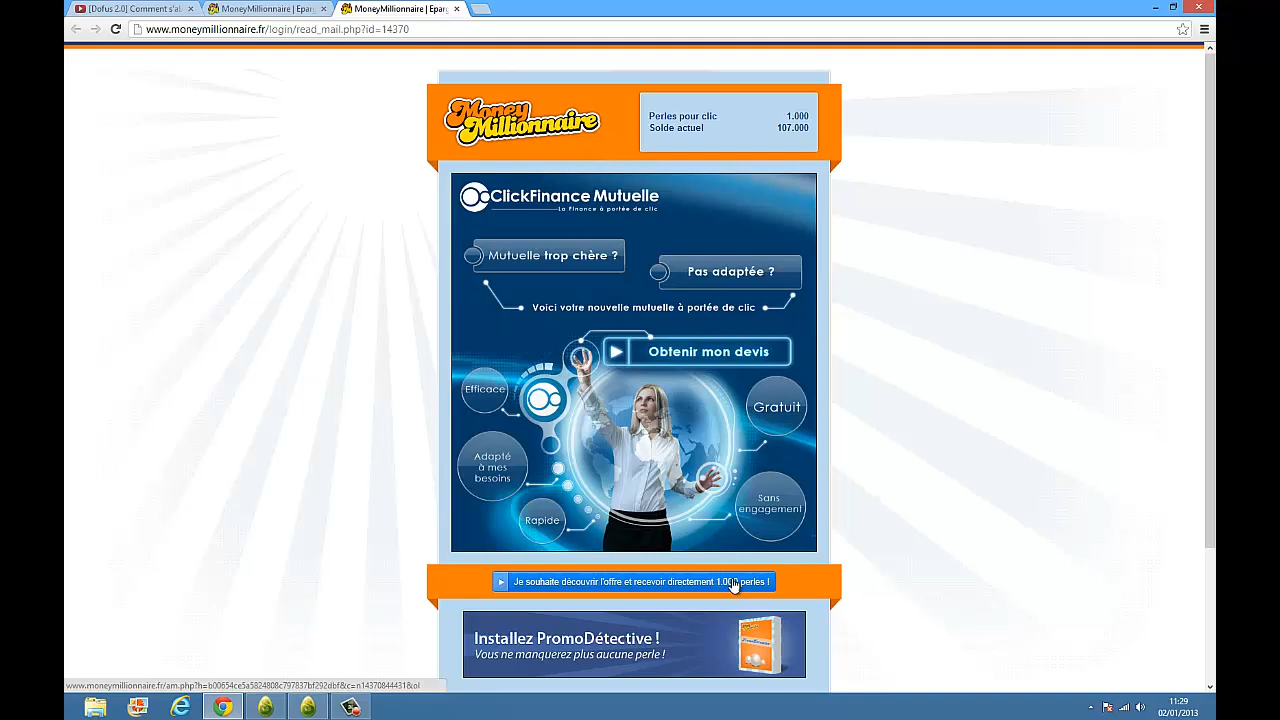 [Dofus 2.0] Comment s'al
MoneyMillionnaire | Eparg
MoneyMillionnaire | Eparg
www.moneymillionnaire.fr/login/read_mail.php?id=14370
Money
Millionnaire
Perles pour clic 1.000
Solde actuel 107.000
ClickFinance Mutuelle
La Finance à portée de clic
Mutuelle trop chère ?
Pas adaptée ?
Voici votre nouvelle mutuelle à portée de clic
Obtenir mon devis
Efficace
Gratuit
Adapté
à mes
besoins
Sans
engagement
Rapide
Je souhaite découvrir l'offre et recevoir directement 1.000 perles !
Installez PromoDétective !
Vous ne manquerez plus aucune perle !
www.moneymillionnaire.fr/am.php?h=b00654ce5a5824808c797837bf292dbf&c=n14370844431&ol
11:29
02/01/2013